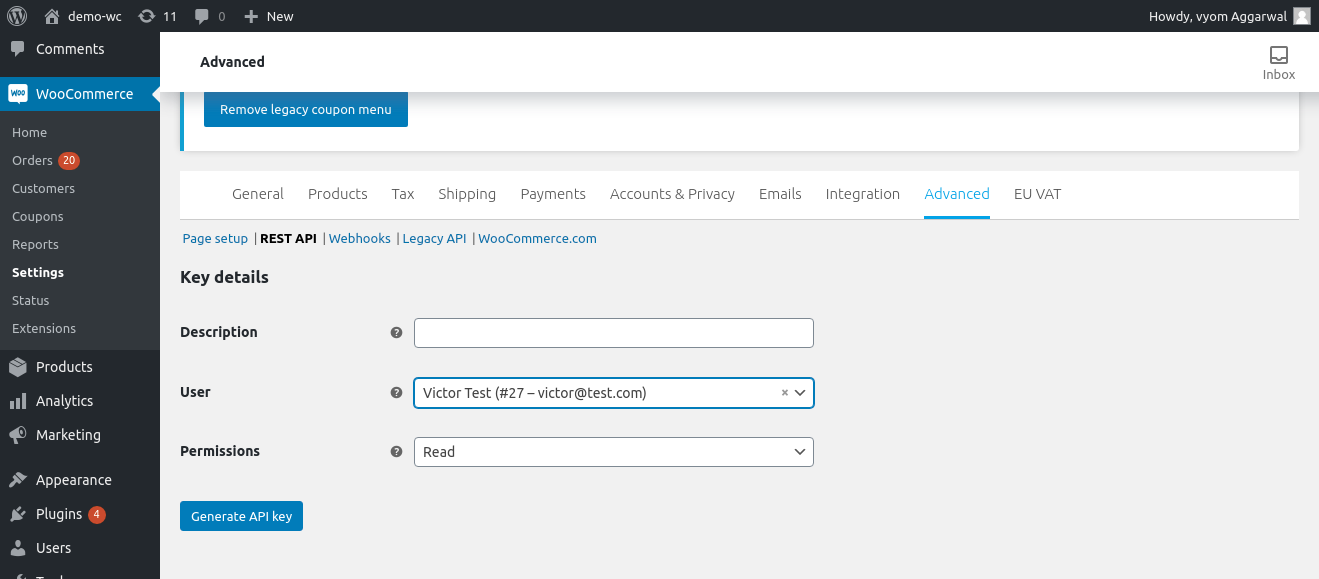 demo-wc 11 0 New Howdy, vyom Aggarwal
Comments
WOO WooCommerce
Home
Orders 20
Customers
Coupons
Reports
Settings
Status
Extensions
Products
Analytics
Marketing
Appearance
Plugins 4
Users
Advanced
Inbox
Remove legacy coupon menu
General Products Tax Shipping Payments Accounts & Privacy Emails Integration Advanced EU VAT
Page setup | REST API | Webhooks | Legacy API | WooCommerce.com
Key details
Description ?
User ? Victor Test (#27 – victor@test.com) ×
Permissions ? Read
Generate API key